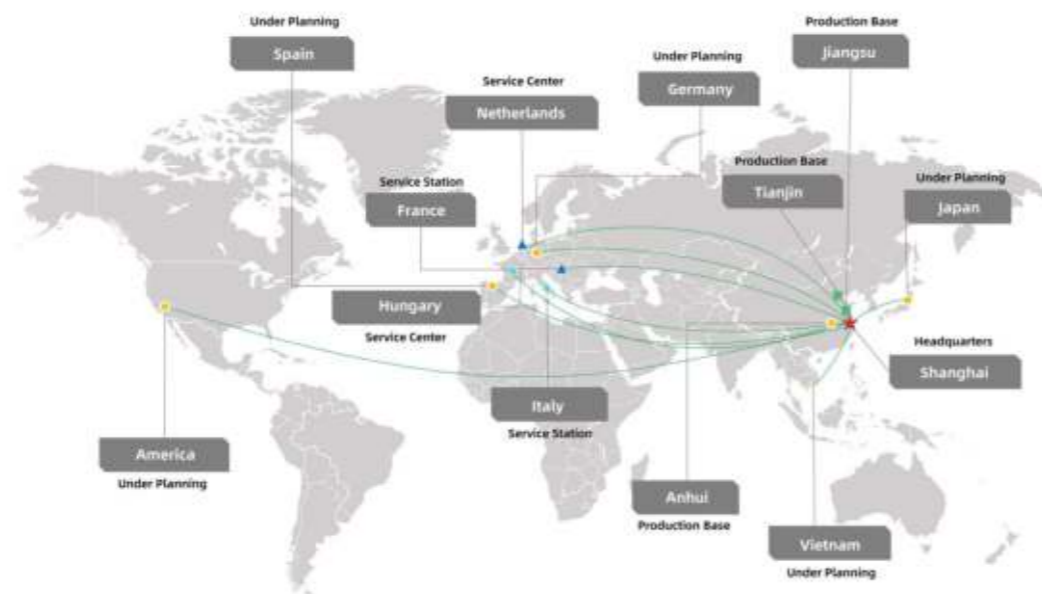 Under Planning
Spain
Production Base
Jiangsu
Under Planning
Germany
Service Center
Netherlands
Production Base
Tianjin
Under Planning
Japan
Service Station
France
Hungary
Service Center
Headquarters
Shanghai
Italy
Service Station
America
Under Planning
Anhui
Production Base
Vietnam
Under Planning